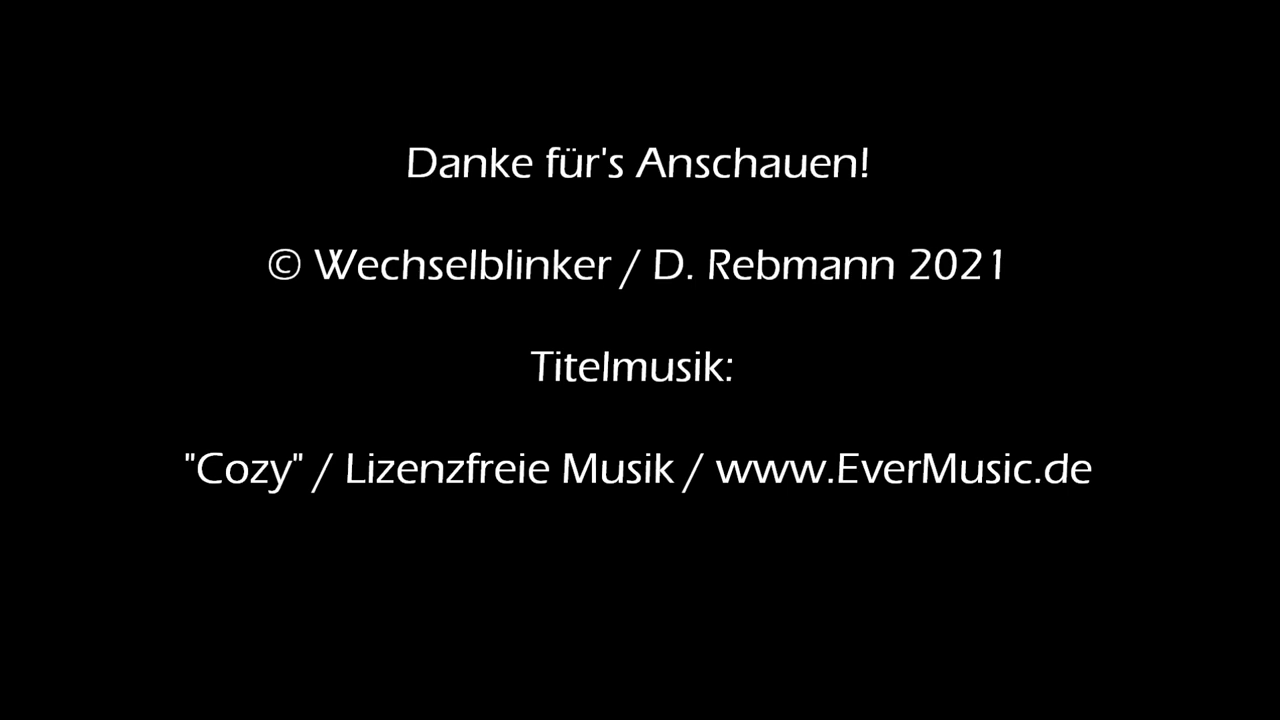 Danke für's Anschauen!
© Wechselblinker / D. Rebmann 2021
Titelmusik:
"Cozy" / Lizenzfreie Musik / www.EverMusic.de